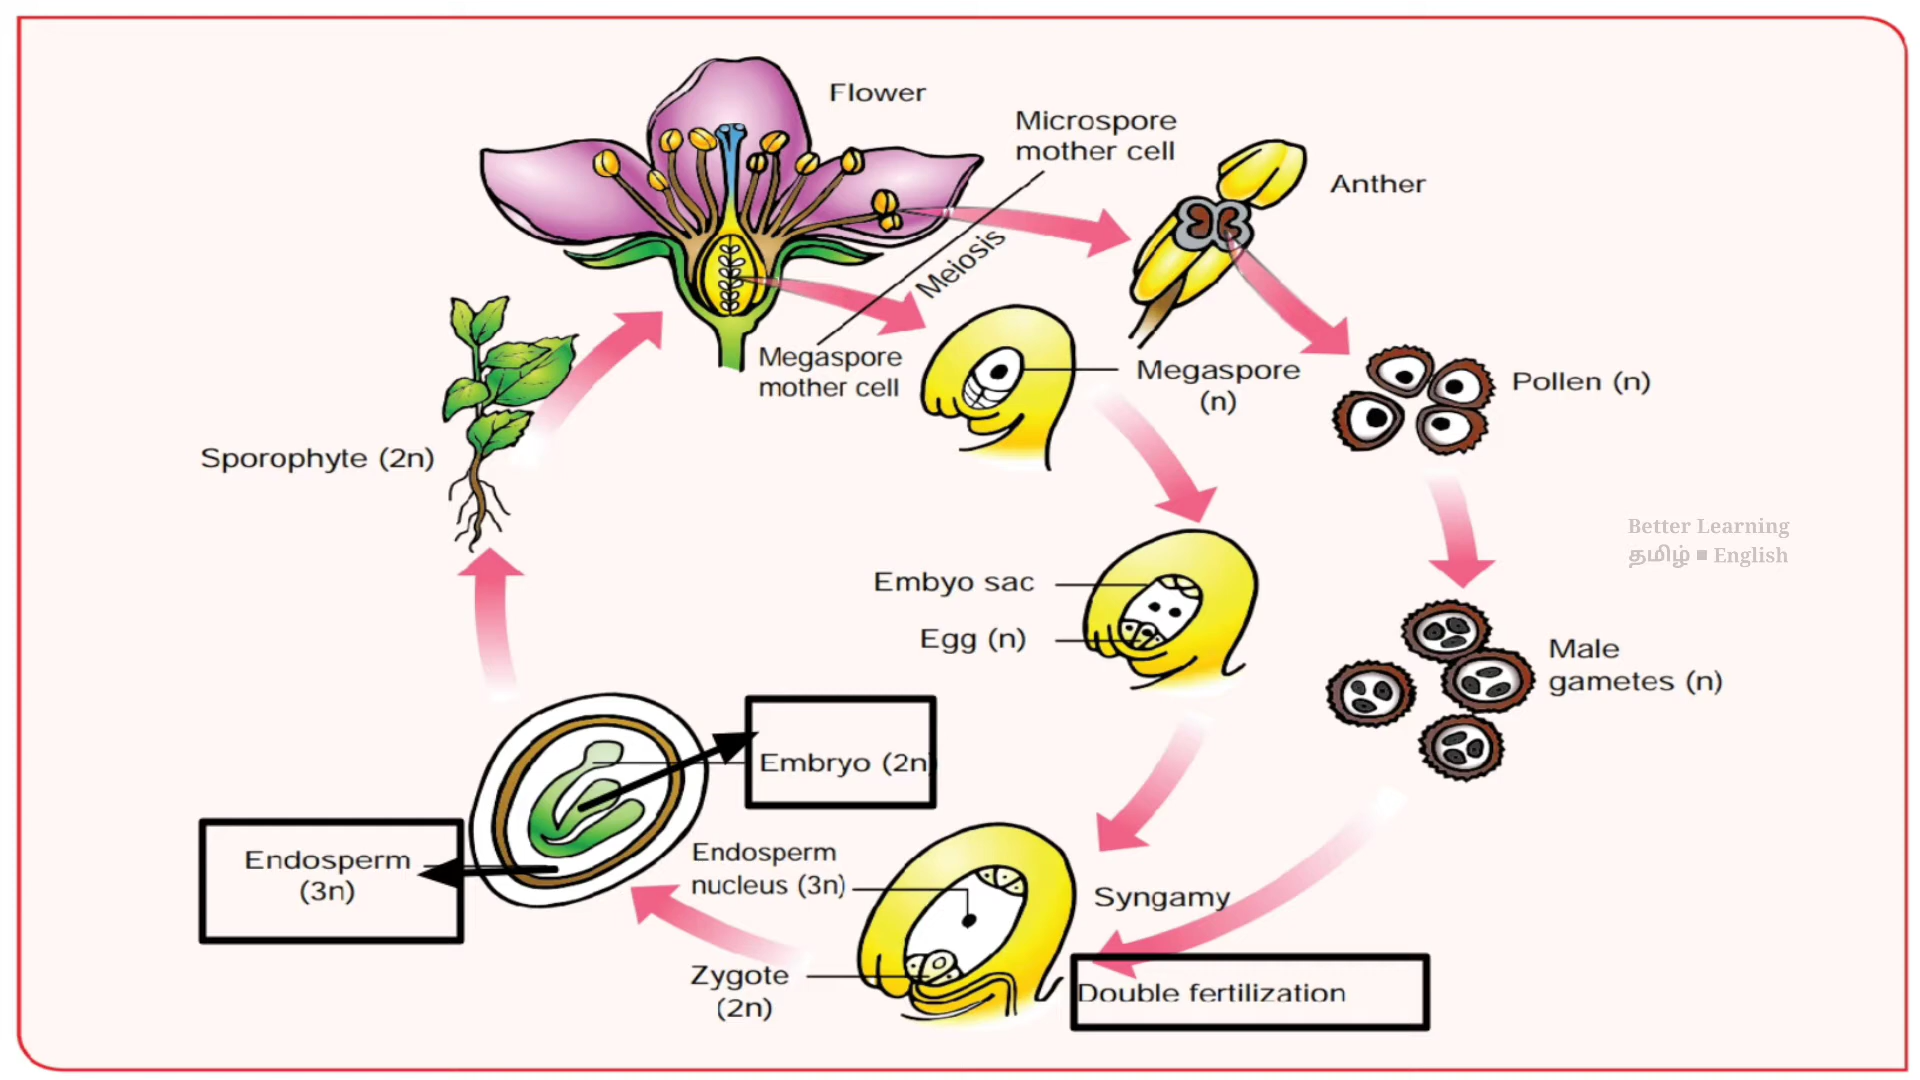 Flower
Microspore
mother cell
Anther
Meiosis
Megaspore
mother cell
Megaspore
(n)
Pollen (n)
Sporophyte (2n)
Better Learning
தமிழ் ▪ English
Embyo sac
Egg (n)
Male
gametes (n)
Embryo (2n)
Endosperm
(3n)
Endosperm
nucleus (3n)
Syngamy
Zygote
(2n)
Double fertilization